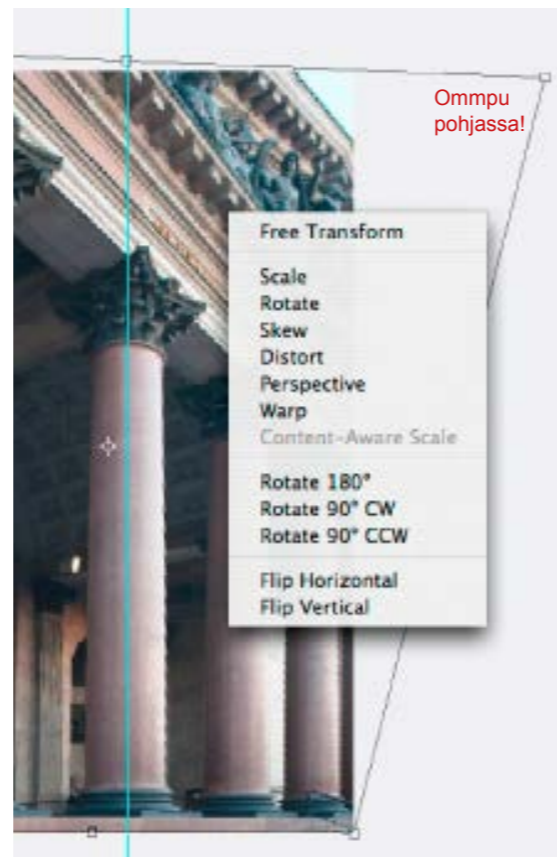 Ommpu
pohjassa!
Free Transform
Scale
Rotate
Skew
Distort
Perspective
Warp
Content-Aware Scale
Rotate 180°
Rotate 90° CW
Rotate 90° CCW
Flip Horizontal
Flip Vertical